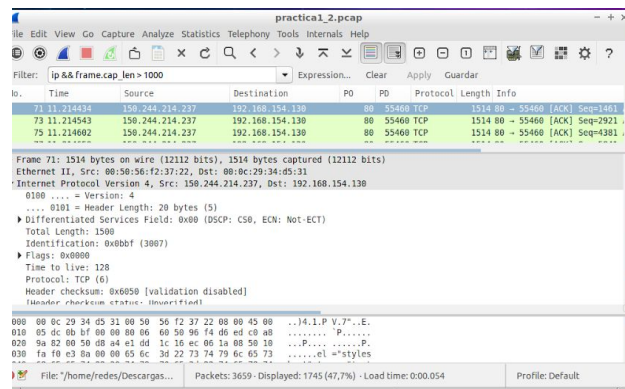 practica1_2.pcap
File Edit View Go Capture Analyze Statistics Telephony Tools Internals Help
Filter: ip && frame.cap_len > 1000 Expression... Clear Apply Guardar
No. Time Source Destination PO PD Protocol Length Info
71 11.214434 150.244.214.237 192.168.154.130 80 55460 TCP 1514 80 → 55460 [ACK] Seq=1461
73 11.214543 150.244.214.237 192.168.154.130 80 55460 TCP 1514 80 → 55460 [ACK] Seq=2921
75 11.214602 150.244.214.237 192.168.154.130 80 55460 TCP 1514 80 → 55460 [ACK] Seq=4381
Frame 71: 1514 bytes on wire (12112 bits), 1514 bytes captured (12112 bits)
Ethernet II, Src: 00:50:56:f2:37:22, Dst: 00:0c:29:34:d5:31
Internet Protocol Version 4, Src: 150.244.214.237, Dst: 192.168.154.130
0100 .... = Version: 4
.... 0101 = Header Length: 20 bytes (5)
Differentiated Services Field: 0x00 (DSCP: CS0, ECN: Not-ECT)
Total Length: 1500
Identification: 0x0bbf (3007)
Flags: 0x0000
Time to live: 128
Protocol: TCP (6)
Header checksum: 0x6050 [validation disabled]
[Header checksum status: Unverified]
000 00 0c 29 34 d5 31 00 50 56 f2 37 22 08 00 45 00 ..)4.1.P V.7"..E.
010 05 dc 0b bf 00 00 80 06 60 50 96 f4 d6 ed c0 a8 ........ `P......
020 9a 82 00 50 d8 a4 e1 dd 1c 16 ec 06 1a 08 50 10 ...P.... ......P.
030 fa f0 e3 8a 00 00 65 6c 3d 22 73 74 79 6c 65 73 ......el ="styles
File: "/home/redes/Descargas... Packets: 3659 · Displayed: 1745 (47,7%) · Load time: 0:00.054 Profile: Default